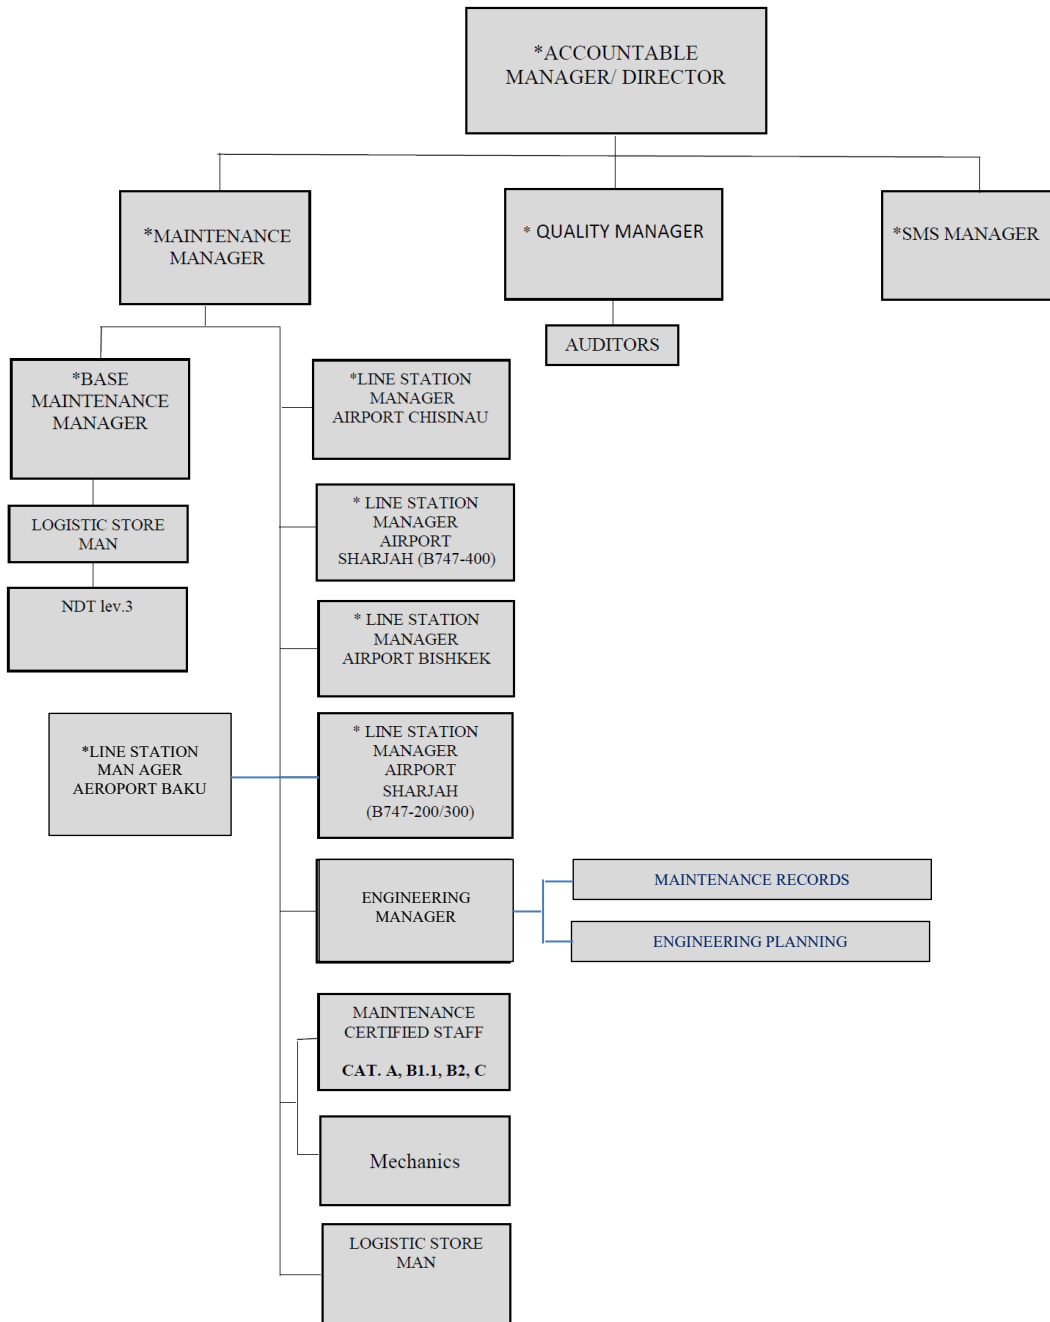 *ACCOUNTABLE
MANAGER/ DIRECTOR
*MAINTENANCE
MANAGER
* QUALITY MANAGER
*SMS MANAGER
AUDITORS
*BASE
MAINTENANCE
MANAGER
LOGISTIC STORE
MAN
NDT lev.3
*LINE STATION
MANAGER
AIRPORT CHISINAU
* LINE STATION
MANAGER
AIRPORT
SHARJAH (B747-400)
* LINE STATION
MANAGER
AIRPORT BISHKEK
*LINE STATION
MAN AGER
AEROPORT BAKU
* LINE STATION
MANAGER
AIRPORT
SHARJAH
(B747-200/300)
ENGINEERING
MANAGER
MAINTENANCE RECORDS
ENGINEERING PLANNING
MAINTENANCE
CERTIFIED STAFF
CAT. A, B1.1, B2, C
Mechanics
LOGISTIC STORE
MAN